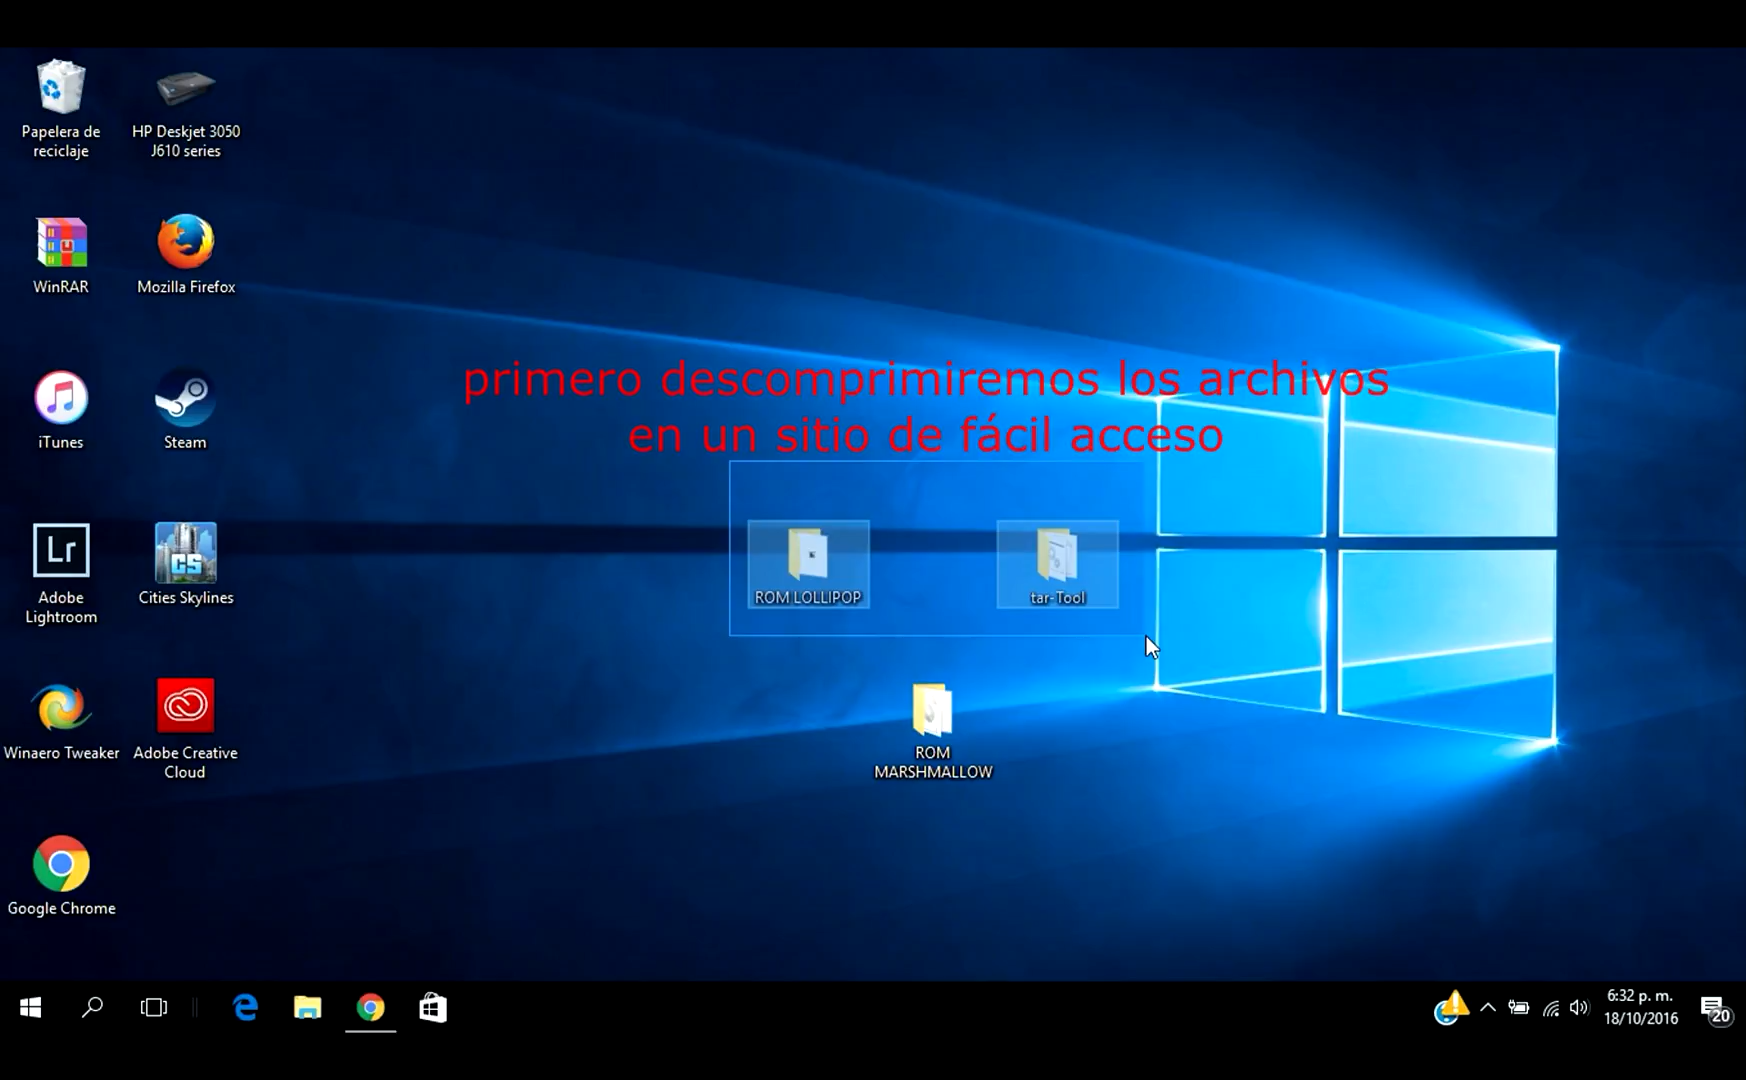 Papelera de
reciclaje
HP Deskjet 3050
J610 series
WinRAR
Mozilla Firefox
primero descomprimiremos los archivos
en un sitio de fácil acceso
iTunes
Steam
Lr
Adobe
Lightroom
CS
Cities Skylines
ROM LOLLIPOP
tar-Tool
Winaero Tweaker
Adobe Creative
Cloud
ROM
MARSHMALLOW
Google Chrome
6:32 p. m.
18/10/2016
20